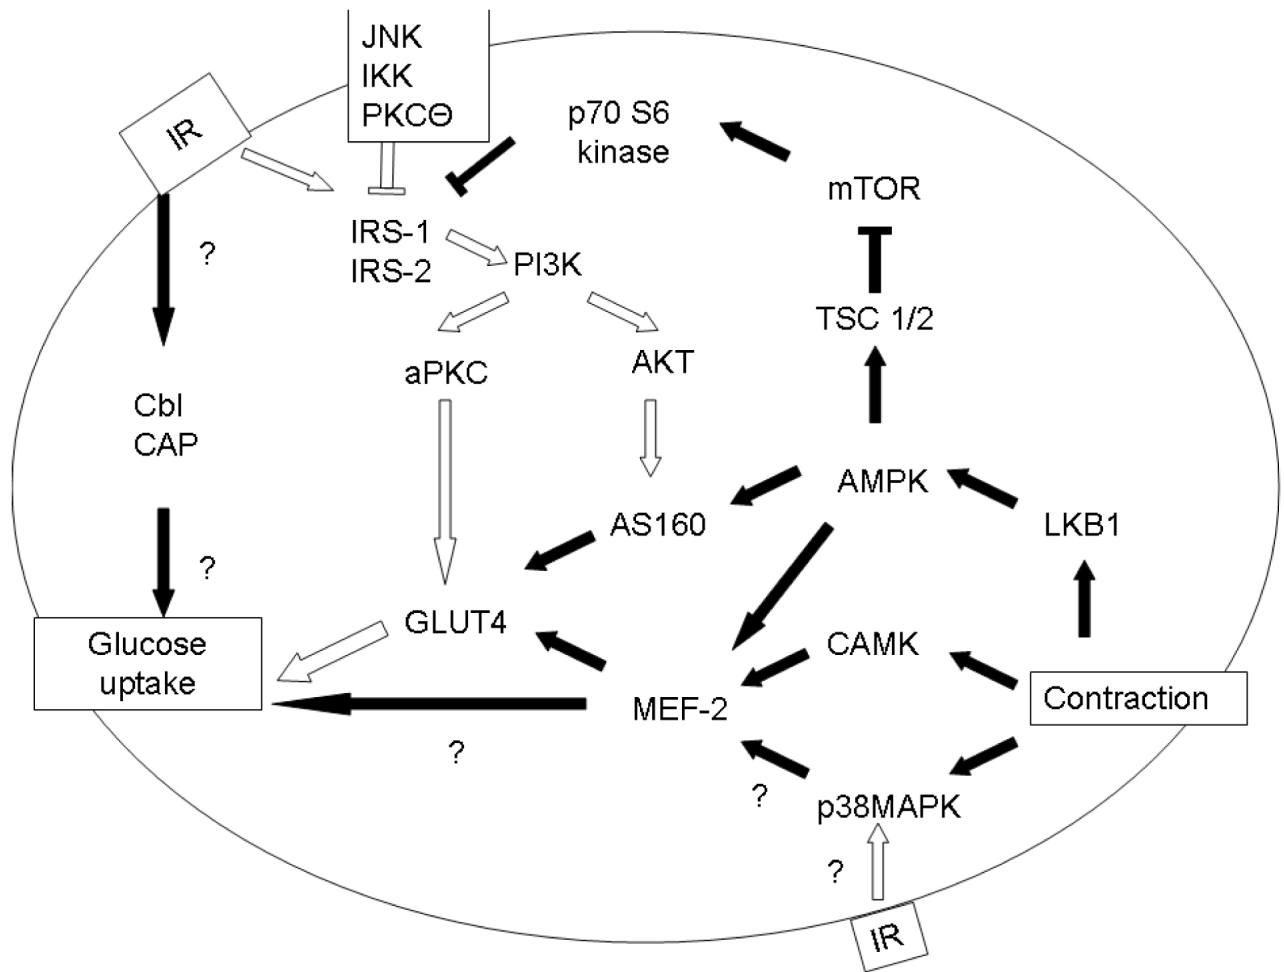 JNK
IKK
PKCΘ
IR
p70 S6
kinase
mTOR
IRS-1
IRS-2
?
PI3K
TSC 1/2
aPKC
AKT
Cbl
CAP
AMPK
AS160
LKB1
?
GLUT4
Glucose
uptake
CAMK
MEF-2
Contraction
?
?
p38MAPK
?
IR